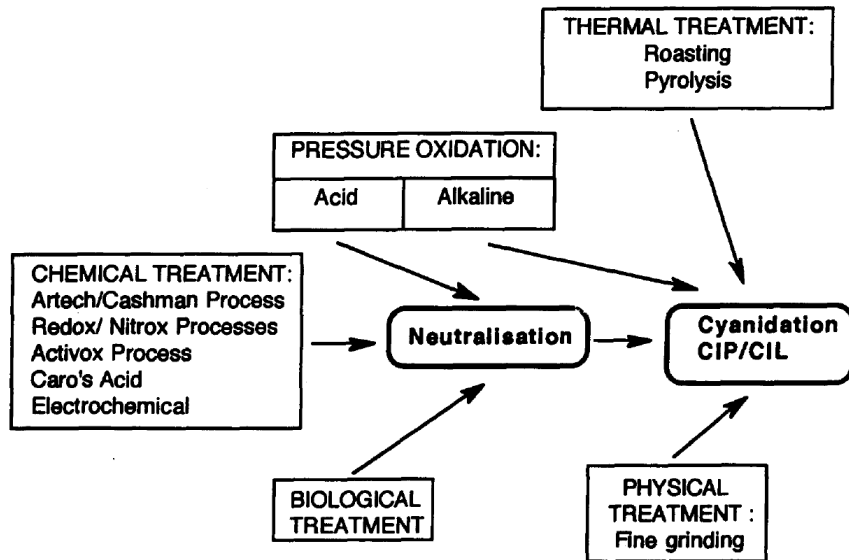 THERMAL TREATMENT:
Roasting
Pyrolysis
PRESSURE OXIDATION:
Acid
Alkaline
CHEMICAL TREATMENT:
Artech/Cashman Process
Redox/ Nitrox Processes
Activox Process
Caro's Acid
Electrochemical
Neutralisation
Cyanidation
CIP/CIL
BIOLOGICAL
TREATMENT
PHYSICAL
TREATMENT :
Fine grinding